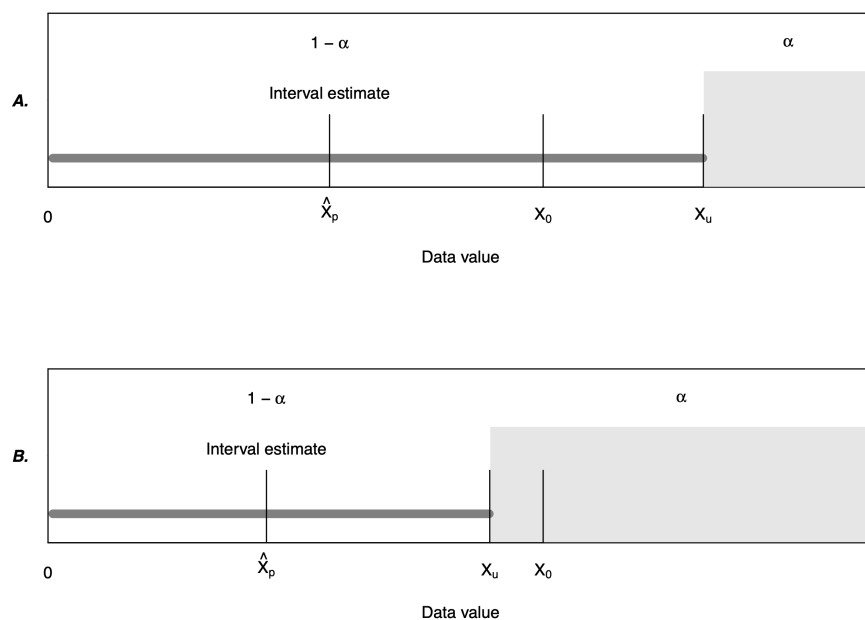 1 – α α
A.
Interval estimate
0 X̂ₚ X₀ Xᵤ
Data value
1 – α α
B.
Interval estimate
0 X̂ₚ Xᵤ X₀
Data value